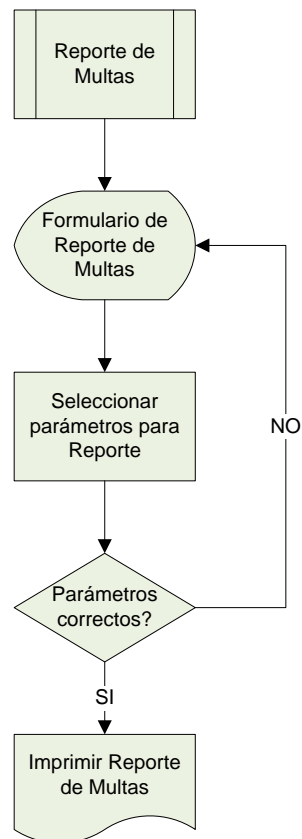 Reporte de
Multas
Formulario de
Reporte de
Multas
Seleccionar
parámetros para
Reporte
NO
Parámetros
correctos?
SI
Imprimir Reporte
de Multas